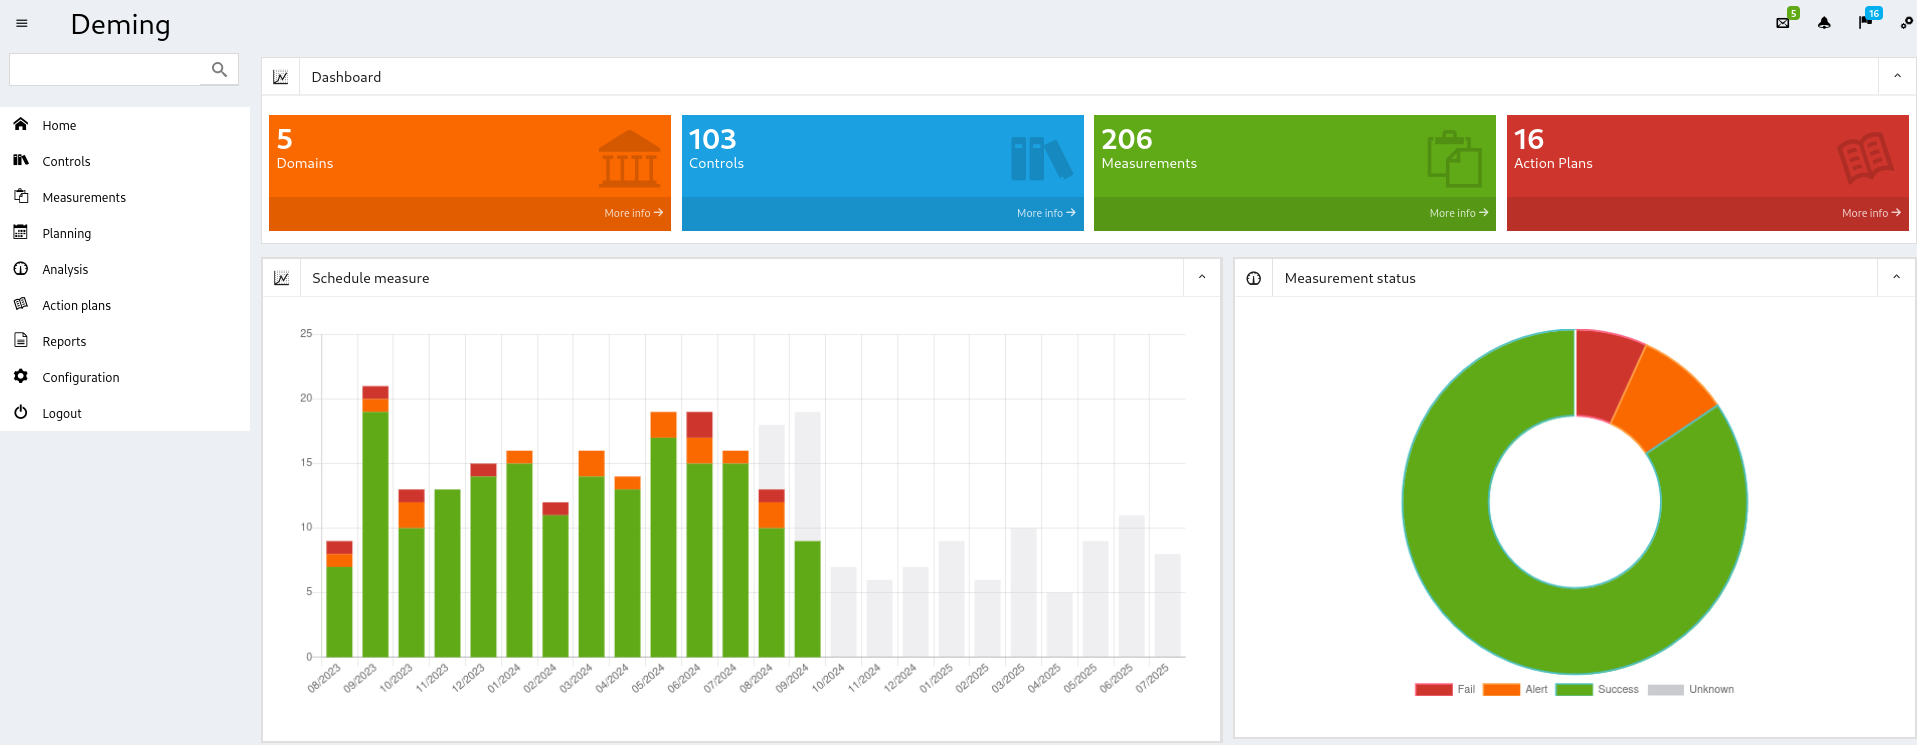 Deming
5
16
Home
Controls
Measurements
Planning
Analysis
Action plans
Reports
Configuration
Logout
Dashboard
5
Domains
More info
103
Controls
More info
206
Measurements
More info
16
Action Plans
More info
Schedule measure
25
20
15
10
5
0
08/2023
09/2023
10/2023
11/2023
12/2023
01/2024
02/2024
03/2024
04/2024
05/2024
06/2024
07/2024
08/2024
09/2024
10/2024
11/2024
12/2024
01/2025
02/2025
03/2025
04/2025
05/2025
06/2025
07/2025
Measurement status
Fail Alert Success Unknown